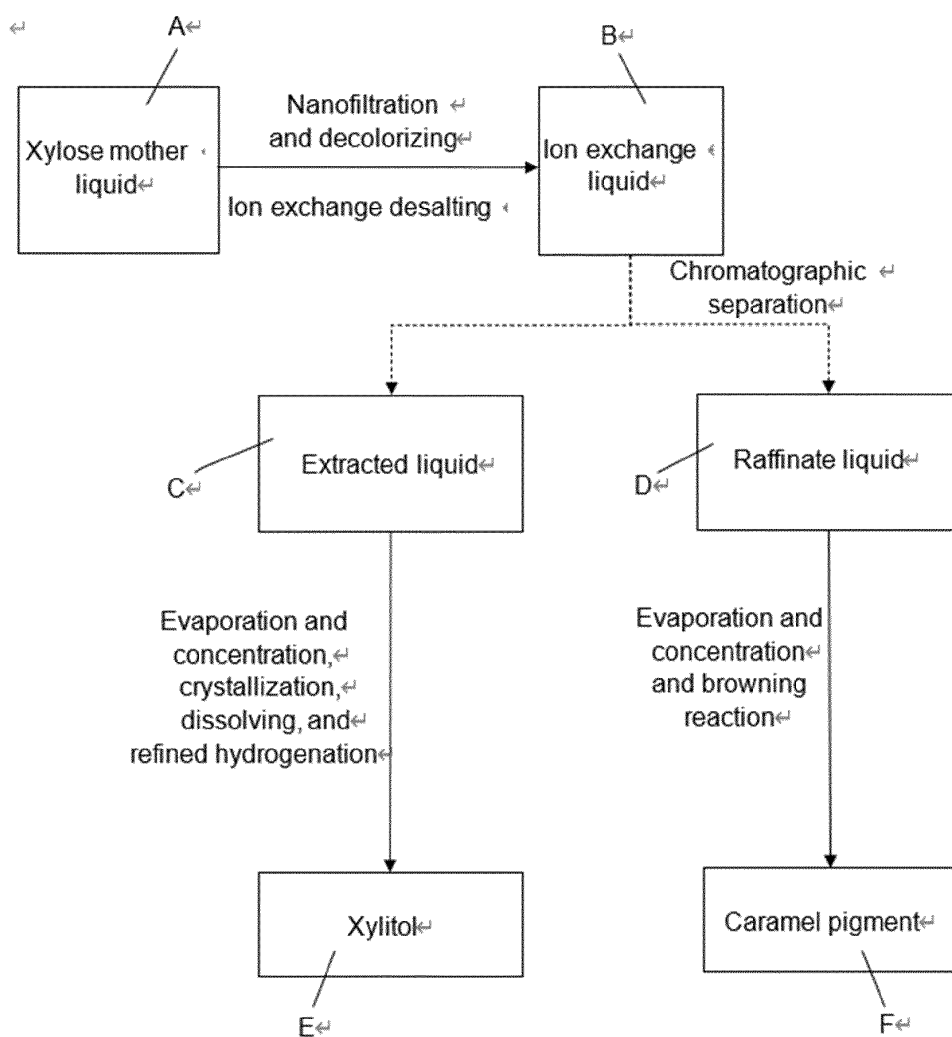 A
B
Xylose mother
liquid
Nanofiltration
and decolorizing
Ion exchange desalting
Ion exchange
liquid
Chromatographic
separation
Extracted liquid
C
Raffinate liquid
D
Evaporation and
concentration,
crystallization,
dissolving, and
refined hydrogenation
Evaporation and
concentration
and browning
reaction
Xylitol
E
Caramel pigment
F